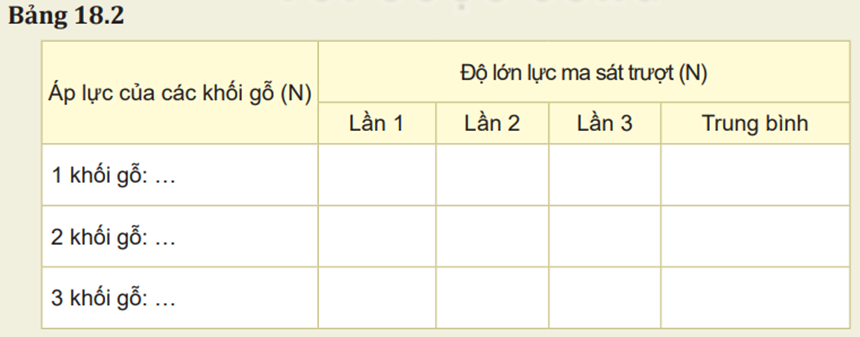 Bảng 18.2
Áp lực của các khối gỗ (N)
Độ lớn lực ma sát trượt (N)
Lần 1
Lần 2
Lần 3
Trung bình
1 khối gỗ: ...
2 khối gỗ: ...
3 khối gỗ: ...